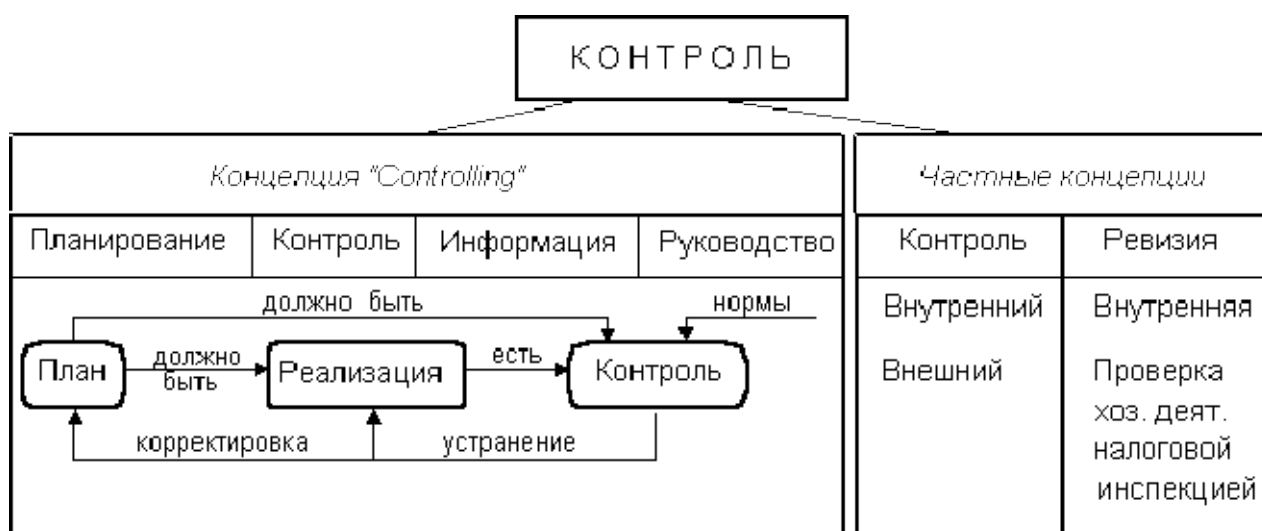 КОНТРОЛЬ
Концепция "Controlling"
Частные концепции
Планирование Контроль Информация Руководство
Контроль Ревизия
должно быть
нормы
План
должно
быть
Реализация
есть
Контроль
корректировка
устранение
Внутренний Внутренняя
Внешний Проверка
хоз. деят.
налоговой
инспекцией